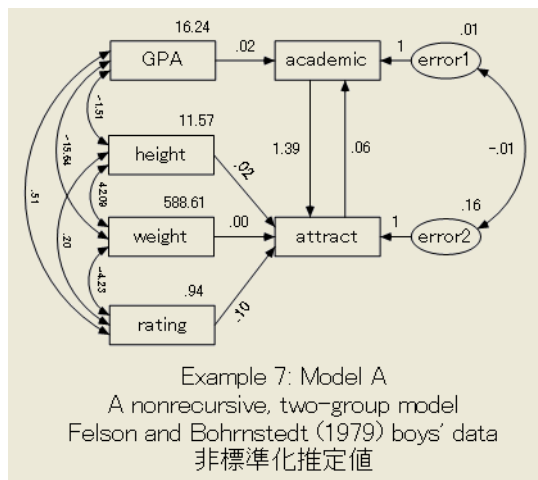 16.24
.01
GPA
.02
academic
1
error1
-1.51
11.57
-15.64
height
1.39
.06
-.01
-.02
.51
42.09
588.61
.16
.20
weight
.00
attract
1
error2
-4.23
.94
rating
.10
Example 7: Model A
A nonrecursive, two-group model
Felson and Bohrnstedt (1979) boys' data
非標準化推定値